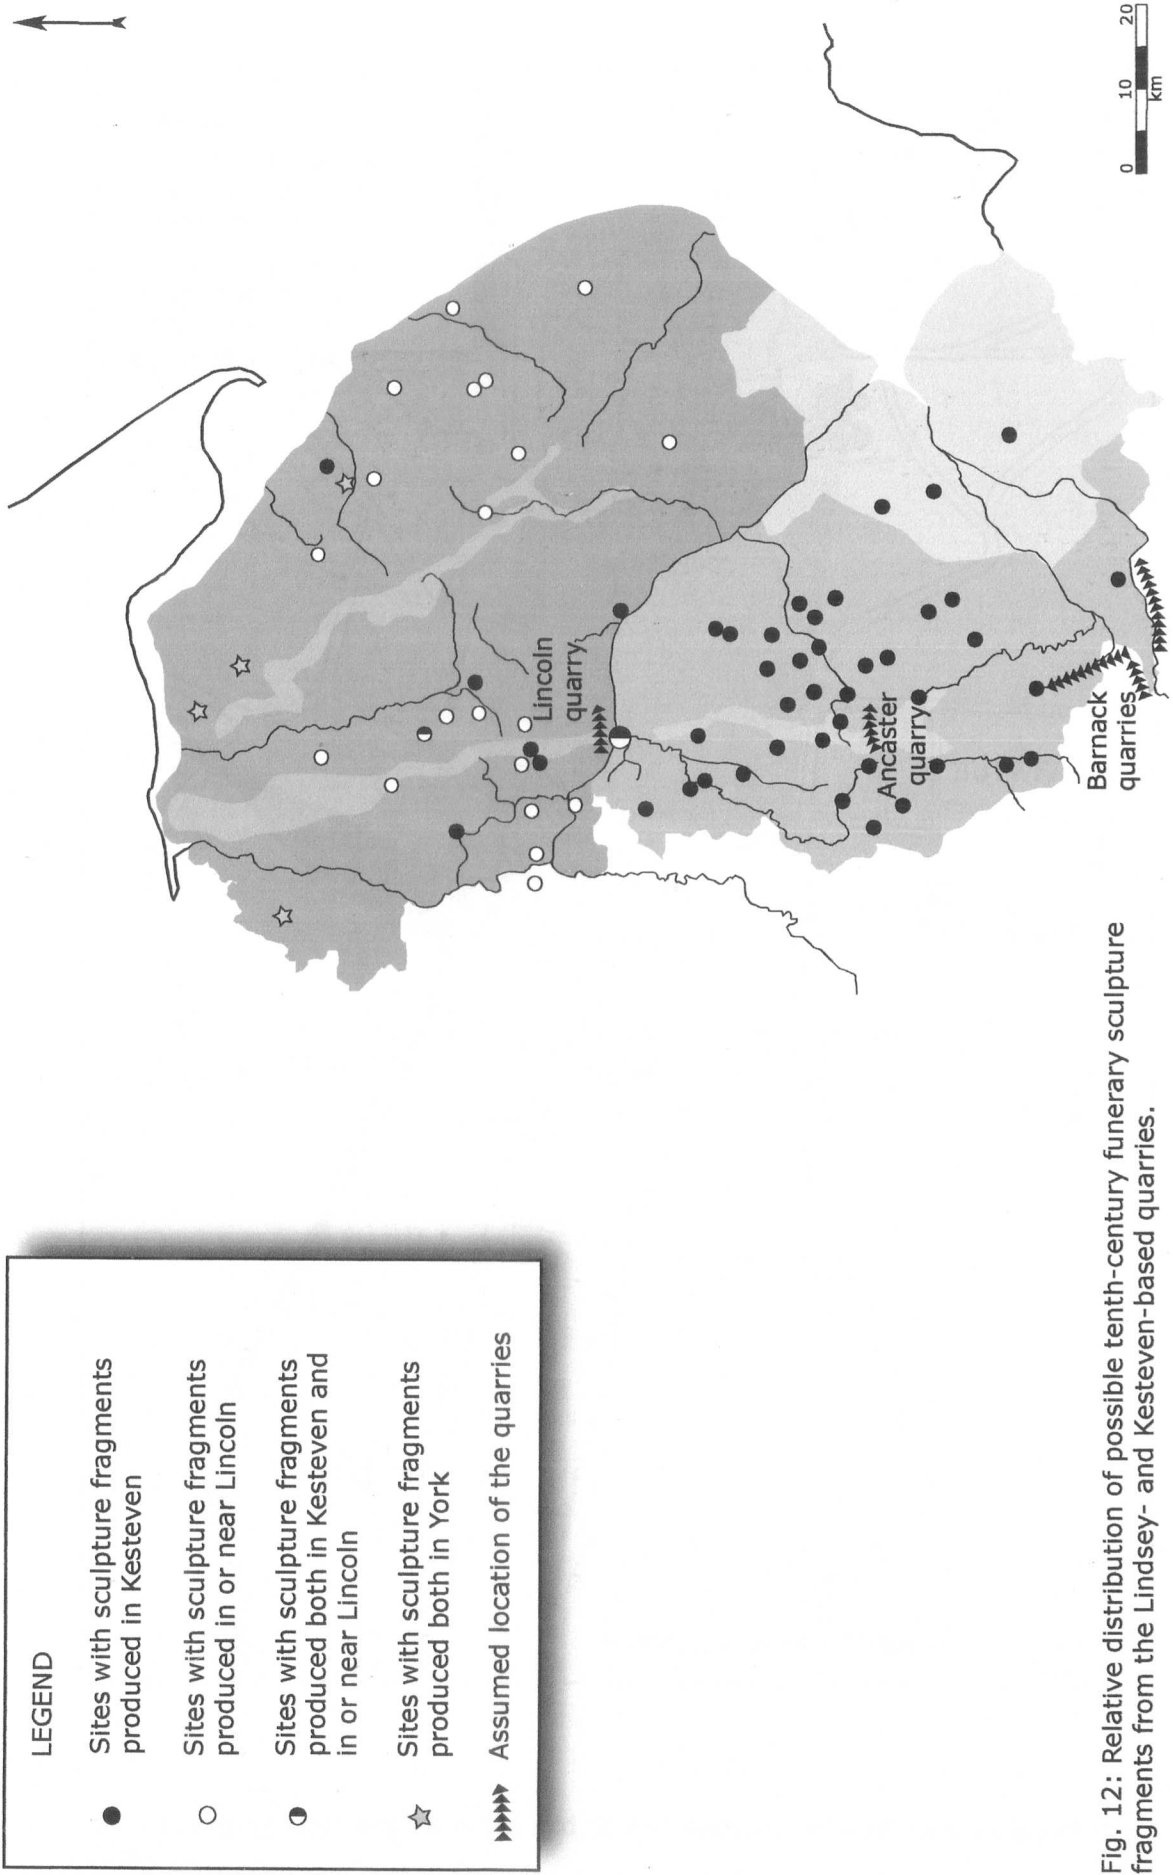 LEGEND
Sites with sculpture fragments
produced in Kesteven
Sites with sculpture fragments
produced in or near Lincoln
Sites with sculpture fragments
produced both in Kesteven and
in or near Lincoln
Sites with sculpture fragments
produced both in York
Assumed location of the quarries
Lincoln
quarry
Ancaster
quarry
Barnack
quarries
0 10 20
km
Fig. 12: Relative distribution of possible tenth-century funerary sculpture
fragments from the Lindsey- and Kesteven-based quarries.